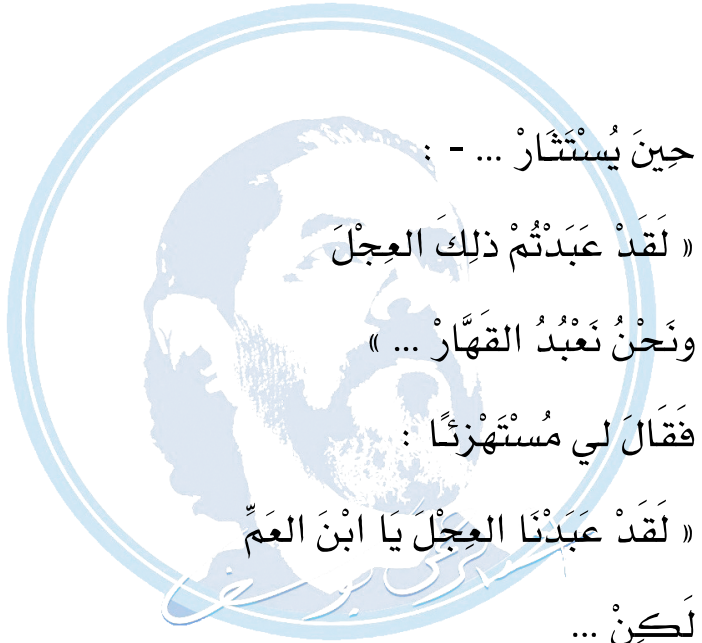 حِينَ يُسْتَثَارْ ... - :
« لَقَدْ عَبَدْتُمْ ذلِكَ العِجْلَ
ونَحْنُ نَعْبُدُ القَهَّارْ ... »
فَقَالَ لي مُسْتَهْزِئًا :
« لَقَدْ عَبَدْنَا العِجْلَ يَا ابْنَ العَمِّ
لَكِنْ ...